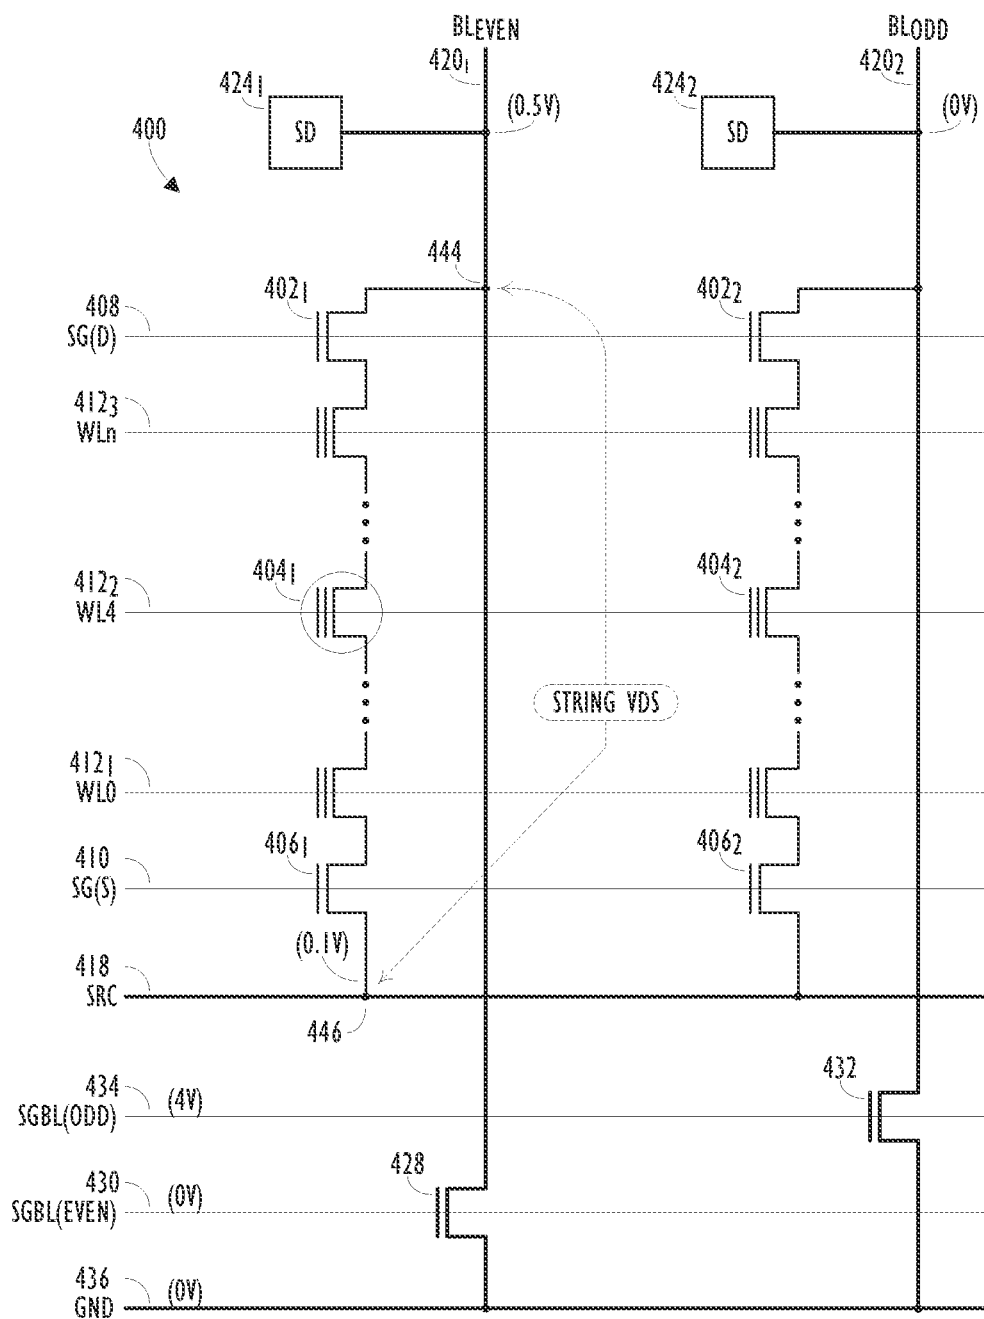 BLEVEN BLODD
4201 4202
4241 (0.5V) 4242 (0V)
SD SD
400
444
4021 4022
408
SG(D)
4123
WLn
4041 4042
4122
WL4
STRING VDS
4121
WL0
4061 4062
410
SG(S)
(0.1V)
418
SRC
446
432
434 (4V)
SGBL(ODD)
428
430 (0V)
SGBL(EVEN)
436 (0V)
GND